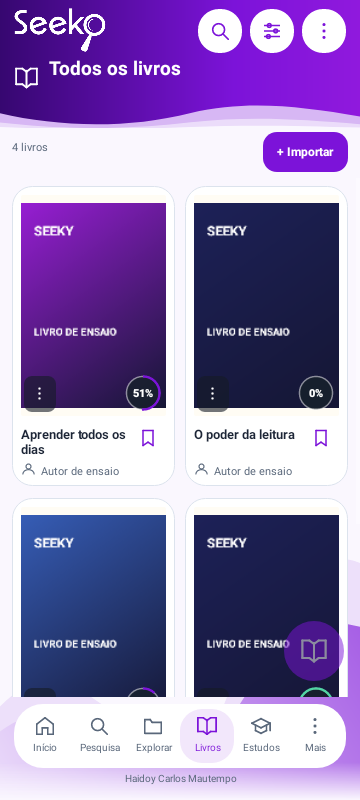 Seeko
Todos os livros
4 livros
+ Importar
SEEKY
LIVRO DE ENSAIO
51%
SEEKY
LIVRO DE ENSAIO
0%
Aprender todos os
dias
Autor de ensaio
O poder da leitura
Autor de ensaio
SEEKY
LIVRO DE ENSAIO
SEEKY
LIVRO DE ENSAIO
Início
Pesquisa
Explorar
Livros
Estudos
Mais
Haidoy Carlos Mautempo